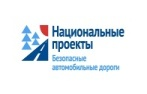 Национальные
проекты
Безопасные
автомобильные дороги